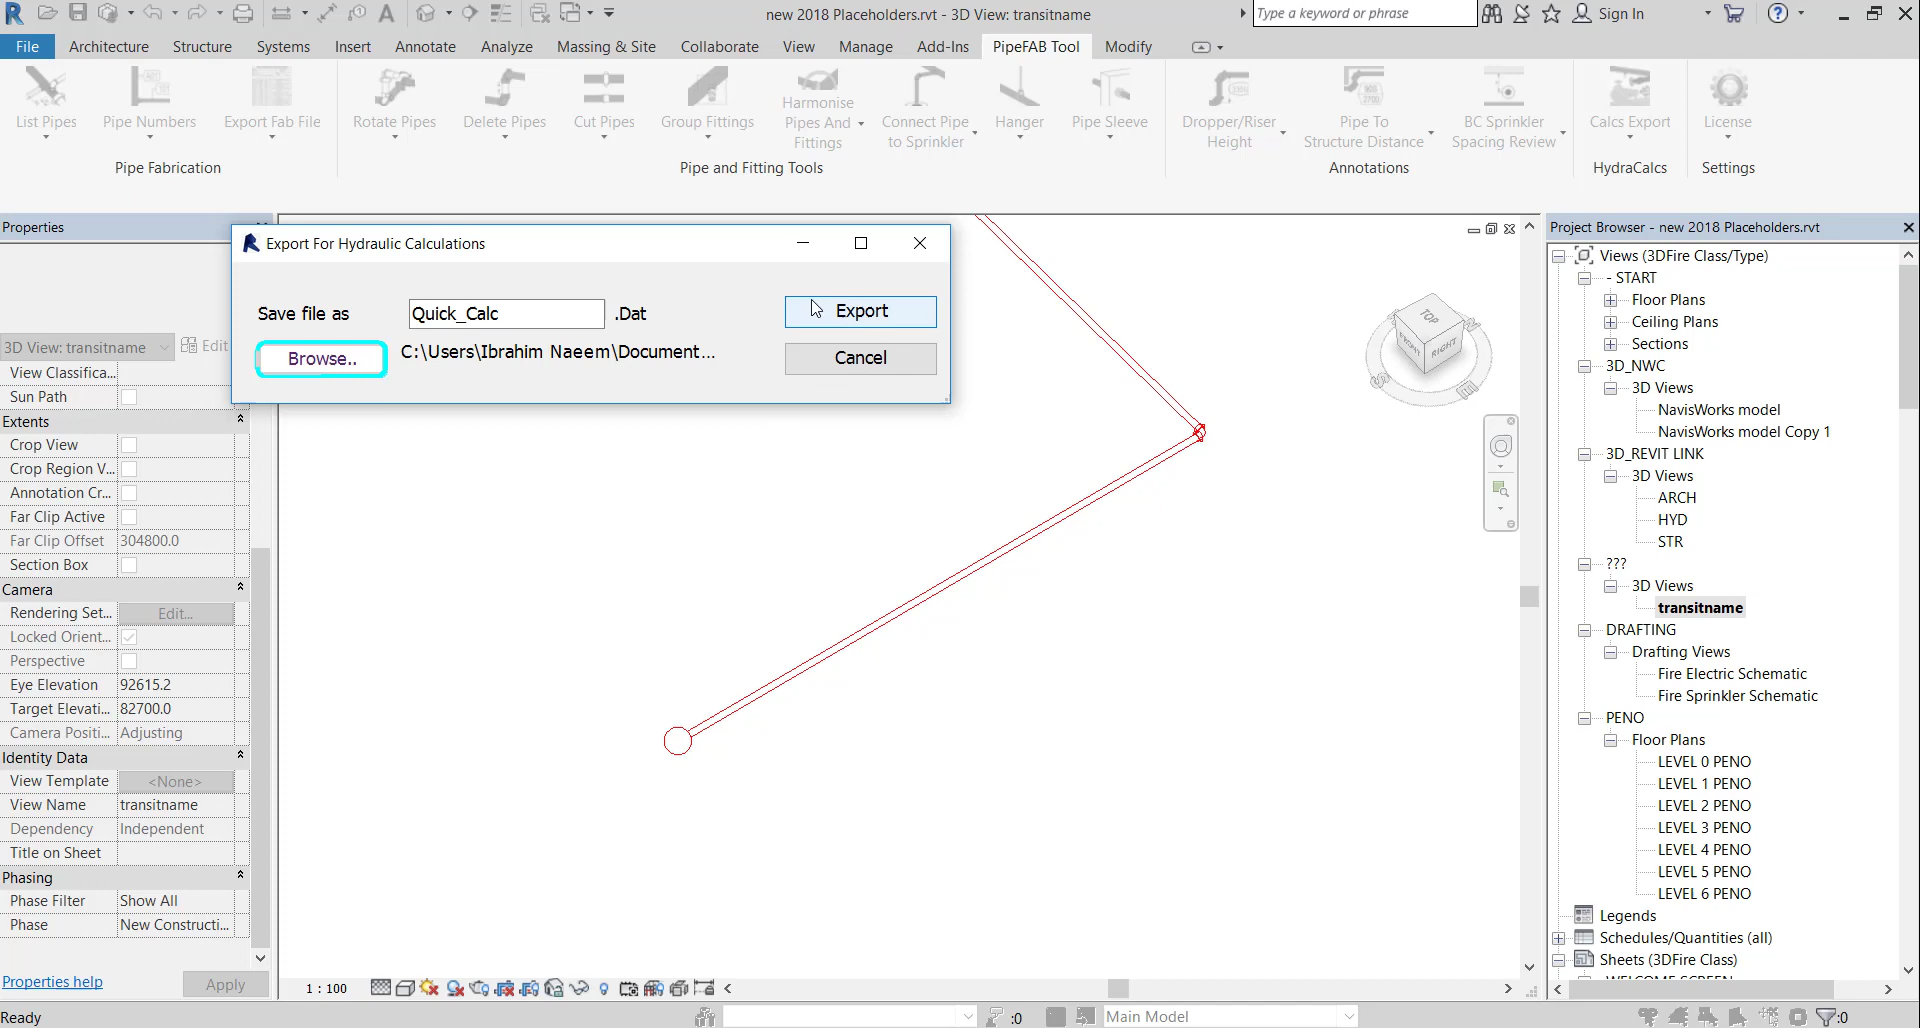 new 2018 Placeholders.rvt - 3D View: transitname
Type a keyword or phrase
Sign In
File
Architecture
Structure
Systems
Insert
Annotate
Analyze
Massing & Site
Collaborate
View
Manage
Add-Ins
PipeFAB Tool
Modify
List Pipes
Pipe Numbers
Export Fab File
Rotate Pipes
Delete Pipes
Cut Pipes
Group Fittings
Harmonise
Pipes And
Fittings
Connect Pipe
to Sprinkler
Hanger
Pipe Sleeve
Dropper/Riser
Height
Pipe To
Structure Distance
BC Sprinkler
Spacing Review
Calcs Export
License
Pipe Fabrication
Pipe and Fitting Tools
Annotations
HydraCalcs
Settings
Properties
3D View: transitname
Edit
View Classifica...
Sun Path
Extents
Crop View
Crop Region V...
Annotation Cr...
Far Clip Active
Far Clip Offset 304800.0
Section Box
Camera
Rendering Set... Edit...
Locked Orient...
Perspective
Eye Elevation 92615.2
Target Elevati... 82700.0
Camera Positi... Adjusting
Identity Data
View Template <None>
View Name transitname
Dependency Independent
Title on Sheet
Phasing
Phase Filter Show All
Phase New Constructi...
Properties help
Apply
Export For Hydraulic Calculations
Save file as Quick_Calc .Dat
Export
Browse.. C:\Users\Ibrahim Naeem\Document...
Cancel
TOP
FRONT
RIGHT
S
E
1 : 100
Project Browser - new 2018 Placeholders.rvt
Views (3DFire Class/Type)
- START
Floor Plans
Ceiling Plans
Sections
3D_NWC
3D Views
NavisWorks model
NavisWorks model Copy 1
3D_REVIT LINK
3D Views
ARCH
HYD
STR
???
3D Views
transitname
DRAFTING
Drafting Views
Fire Electric Schematic
Fire Sprinkler Schematic
PENO
Floor Plans
LEVEL 0 PENO
LEVEL 1 PENO
LEVEL 2 PENO
LEVEL 3 PENO
LEVEL 4 PENO
LEVEL 5 PENO
LEVEL 6 PENO
Legends
Schedules/Quantities (all)
Sheets (3DFire Class)
WELCOME SCREEN
Ready
:0
Main Model
:0